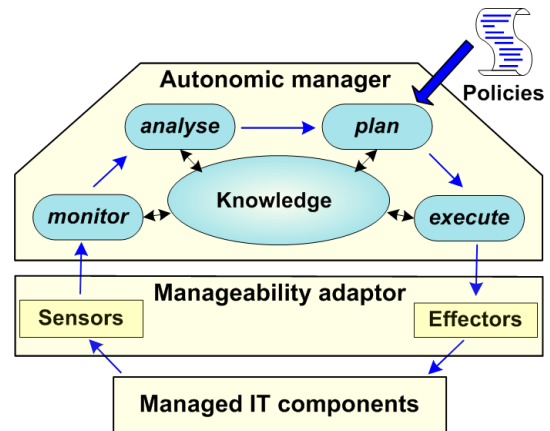 Autonomic manager
Policies
analyse
plan
Knowledge
monitor
execute
Manageability adaptor
Sensors
Effectors
Managed IT components